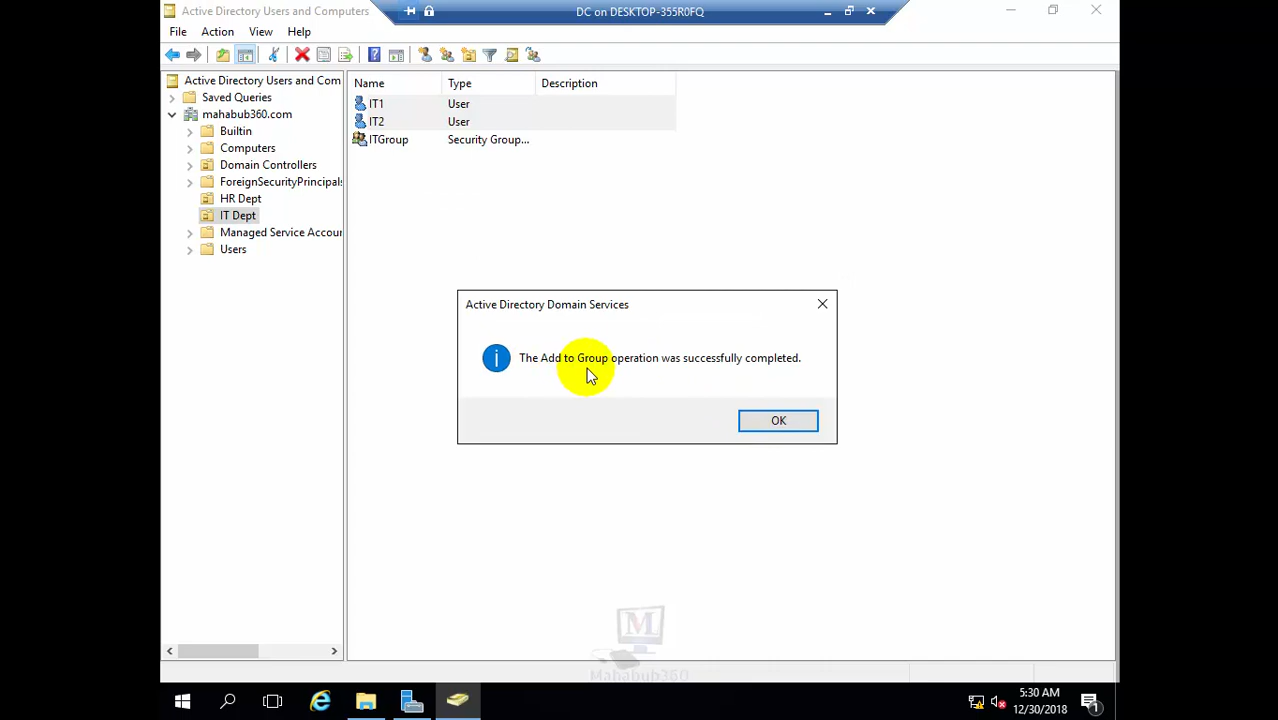 Active Directory Users and Computers
DC on DESKTOP-355R0FQ
File Action View Help
Active Directory Users and Com
Saved Queries
mahabub360.com
Builtin
Computers
Domain Controllers
ForeignSecurityPrincipals
HR Dept
IT Dept
Managed Service Accour
Users
Name Type Description
IT1 User
IT2 User
ITGroup Security Group...
Active Directory Domain Services
The Add to Group operation was successfully completed.
OK
M
Mahabub360
5:30 AM
12/30/2018
1